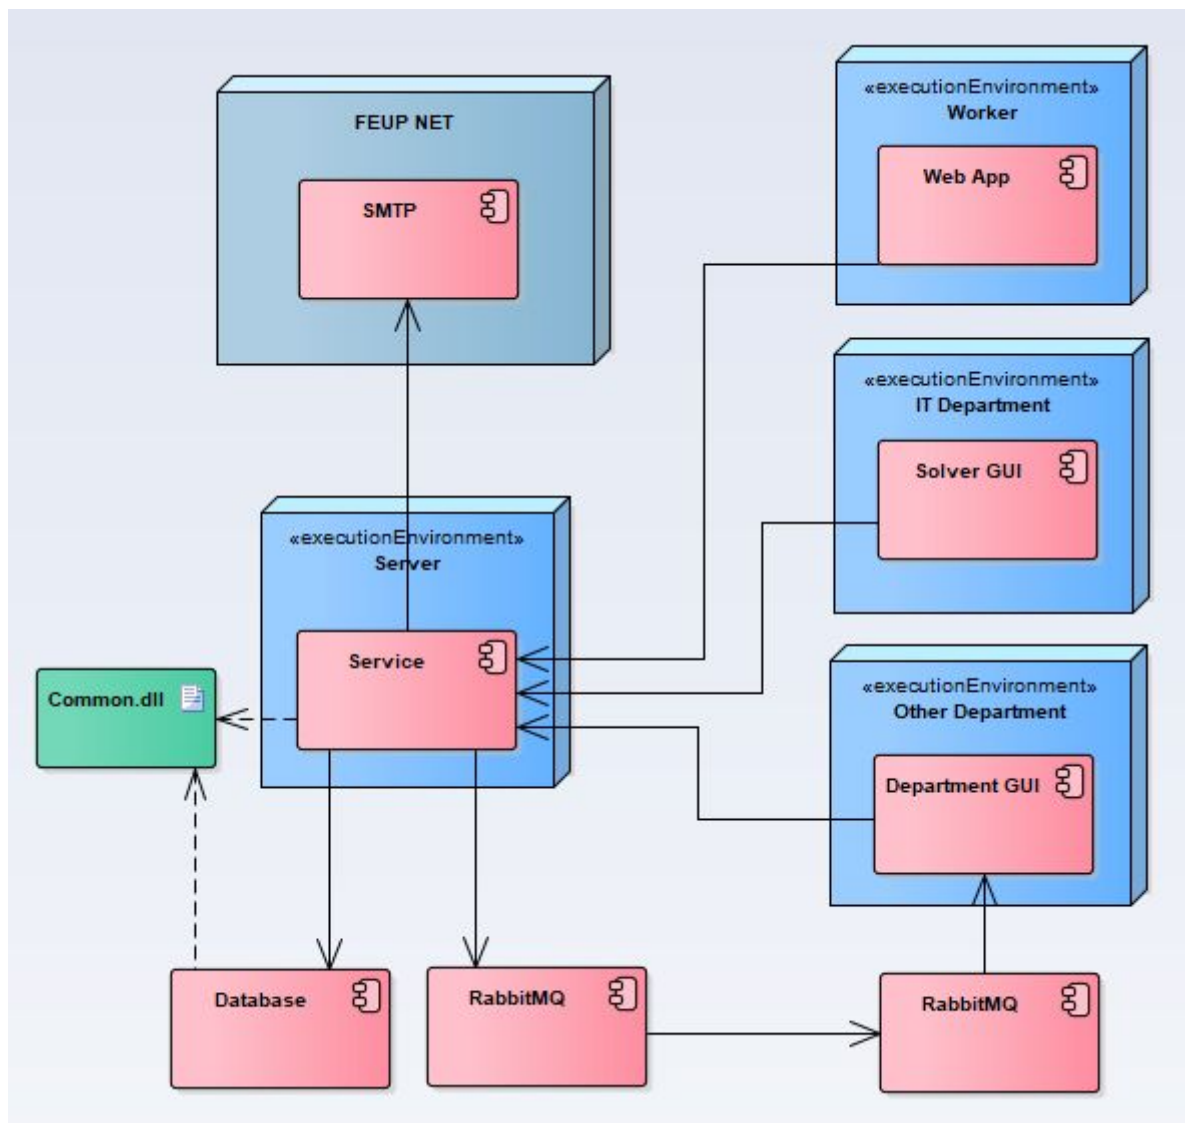 FEUP NET
SMTP
«executionEnvironment»
Worker
Web App
«executionEnvironment»
IT Department
Solver GUI
«executionEnvironment»
Server
Service
Common.dll
«executionEnvironment»
Other Department
Department GUI
Database
RabbitMQ
RabbitMQ